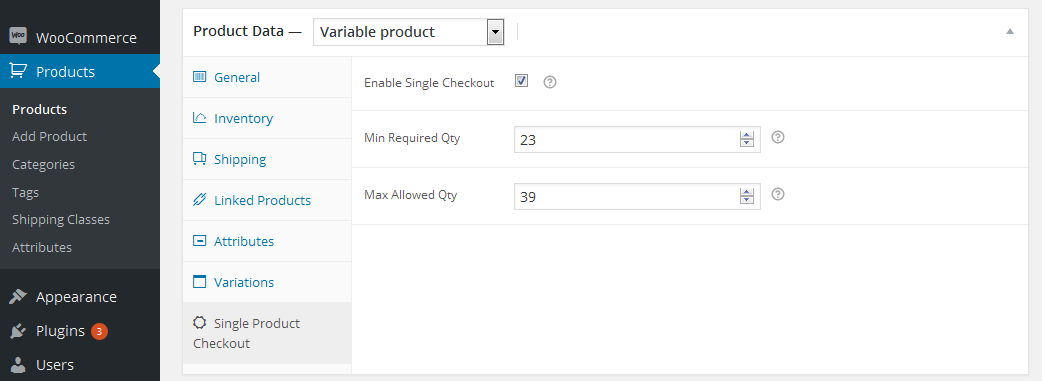 WooCommerce
Products
Products
Add Product
Categories
Tags
Shipping Classes
Attributes
Appearance
Plugins 3
Users
Product Data — Variable product
General
Inventory
Shipping
Linked Products
Attributes
Variations
Single Product
Checkout
Enable Single Checkout ?
Min Required Qty 23 ?
Max Allowed Qty 39 ?